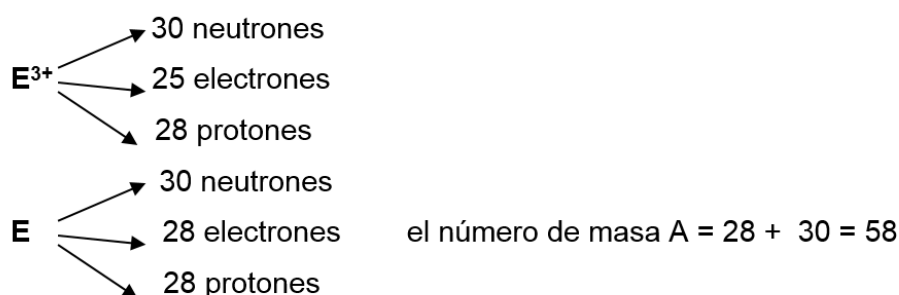 30 neutrones
E³⁺ 25 electrones
28 protones
30 neutrones
E 28 electrones el número de masa A = 28 + 30 = 58
28 protones